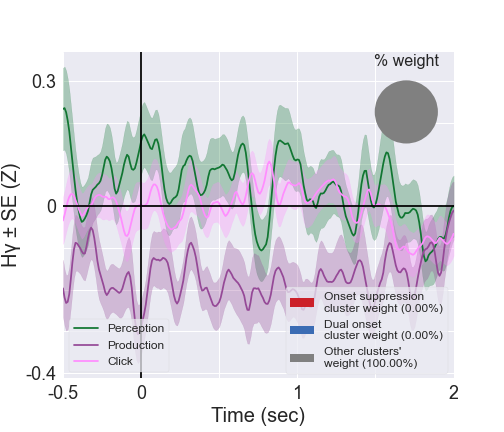 % weight
0.3
0
-0.4
Hγ ± SE (Z)
Perception
Production
Click
Onset suppression
cluster weight (0.00%)
Dual onset
cluster weight (0.00%)
Other clusters'
weight (100.00%)
-0.5
0
1
2
Time (sec)